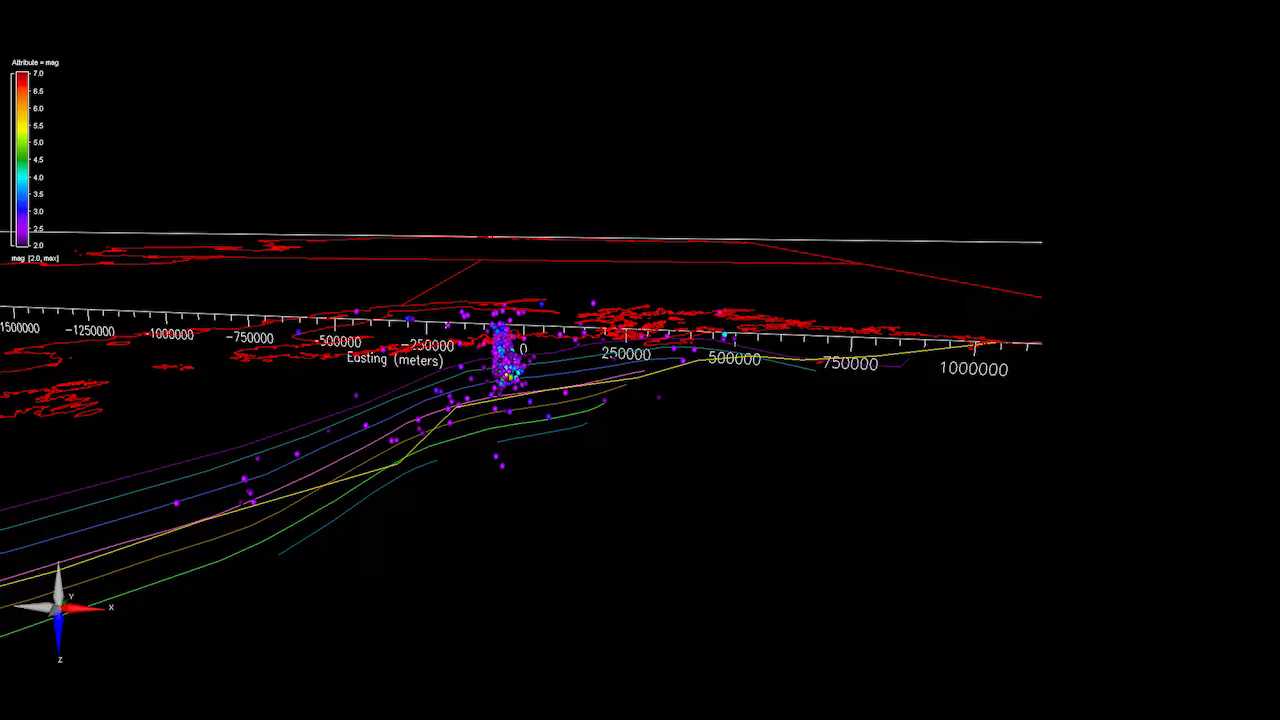 Attribute = mag
7.0
6.5
6.0
5.5
5.0
4.5
4.0
3.5
3.0
2.5
2.0
mag [2.0, max]
1500000 -1250000 -1000000 -750000 -500000 -250000 0 250000 500000 750000 1000000
Easting (meters)
Y
X
Z